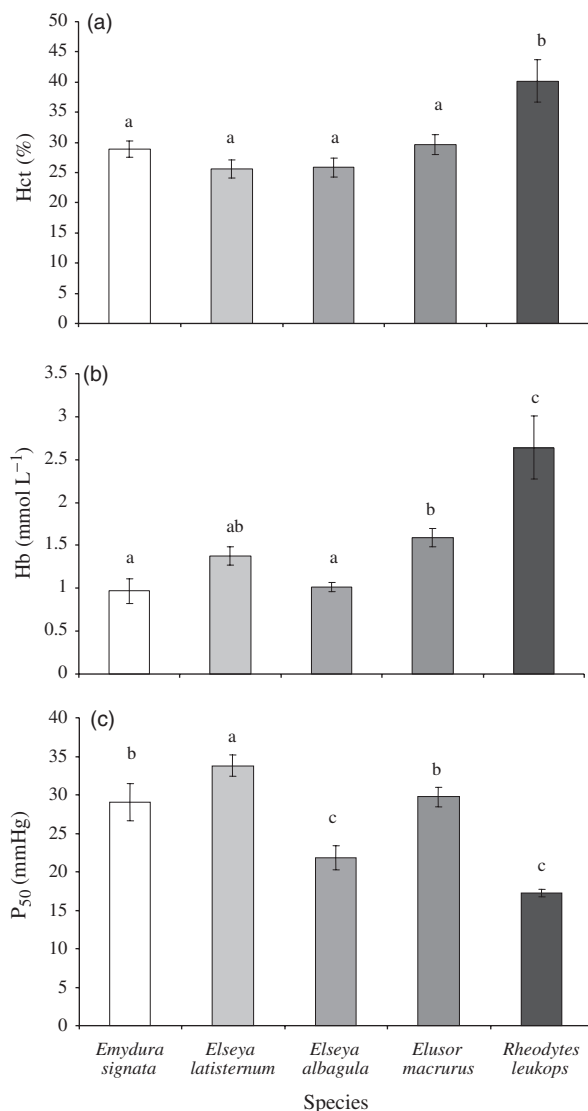 (a)
Hct (%)
50
45
40
35
30
25
20
15
10
5
0
a
a
a
a
b
(b)
Hb (mmol L⁻¹)
3.5
3
2.5
2
1.5
1
0.5
0
a
ab
a
b
c
(c)
P₅₀ (mmHg)
40
35
30
25
20
15
10
5
0
b
a
c
b
c
Emydura
signata
Elseya
latisternum
Elseya
albagula
Elusor
macrurus
Rheodytes
leukops
Species